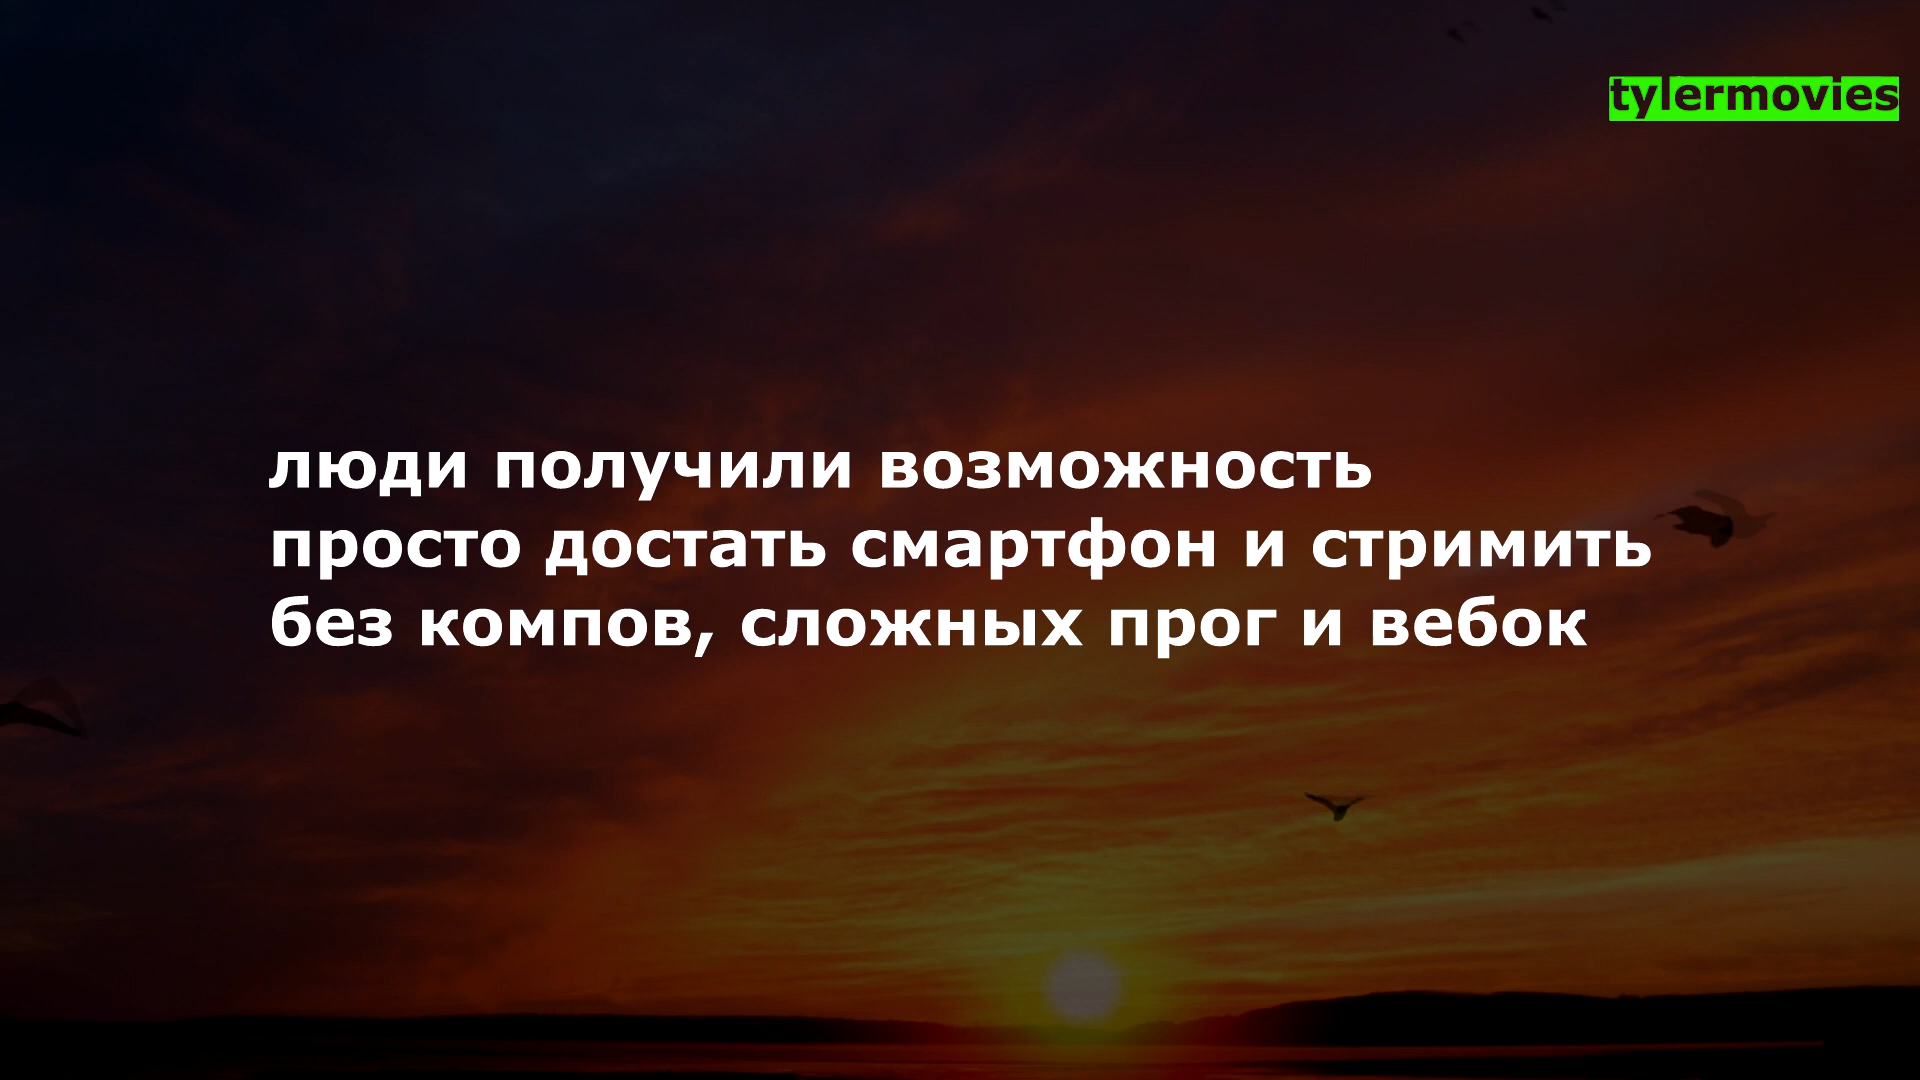 tylermovies
люди получили возможность
просто достать смартфон и стримить
без компов, сложных прог и вебок